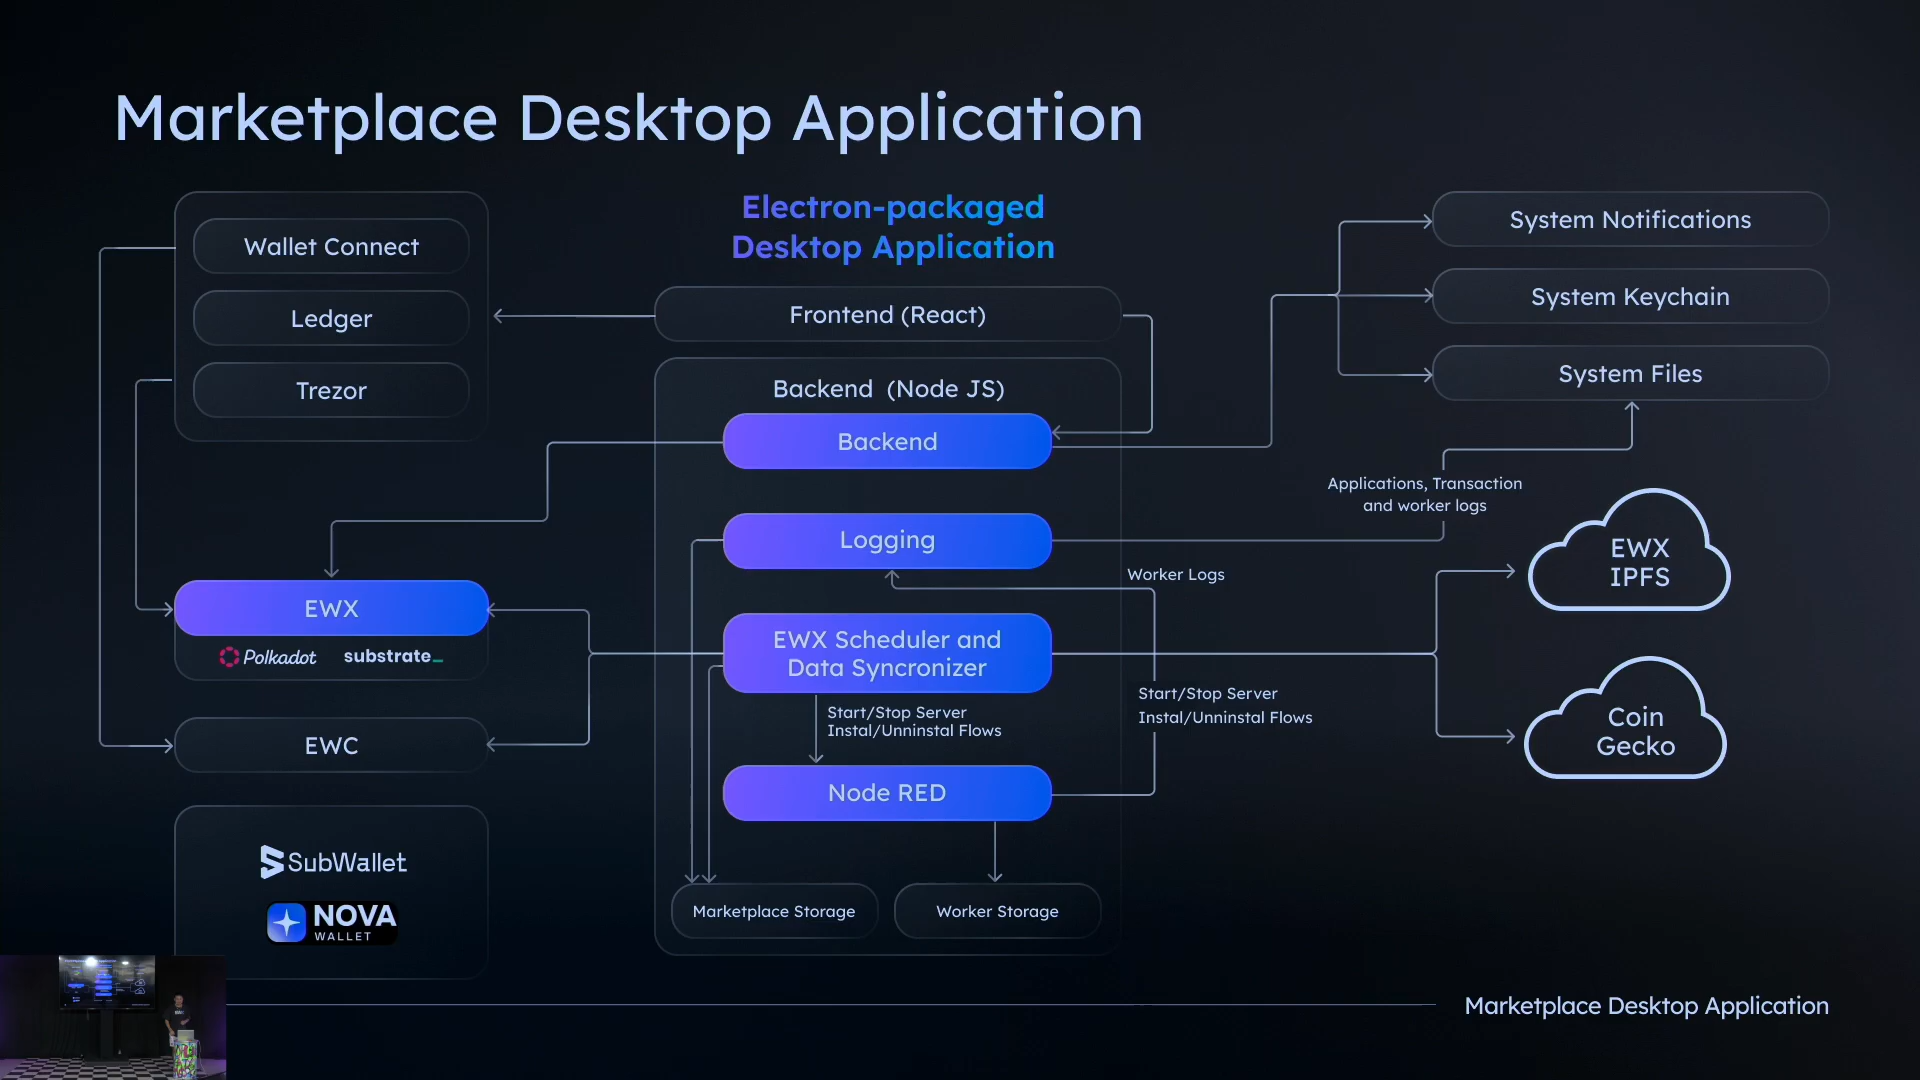 Marketplace Desktop Application
Electron-packaged
Desktop Application
Wallet Connect
Ledger
Trezor
Frontend (React)
Backend (Node JS)
Backend
Logging
Worker Logs
EWX Scheduler and
Data Syncronizer
Start/Stop Server
Instal/Unninstal Flows
Start/Stop Server
Instal/Unninstal Flows
Node RED
Marketplace Storage
Worker Storage
System Notifications
System Keychain
System Files
Applications, Transaction
and worker logs
EWX
IPFS
Coin
Gecko
EWX
Polkadot
substrate_
EWC
SubWallet
NOVA
WALLET
Marketplace Desktop Application